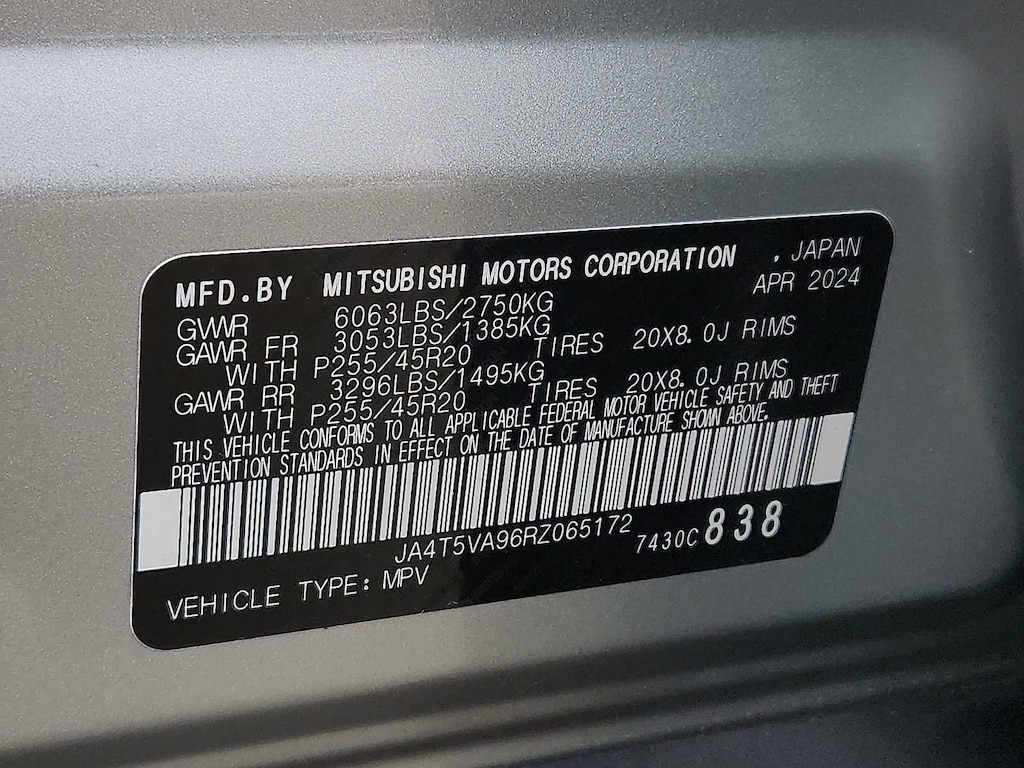 MFD.BY MITSUBISHI MOTORS CORPORATION , JAPAN
APR 2024
GVWR 6063LBS/2750KG
GAWR FR 3053LBS/1385KG
WITH P255/45R20 TIRES 20X8.0J RIMS
GAWR RR 3296LBS/1495KG
WITH P255/45R20 TIRES 20X8.0J RIMS
THIS VEHICLE CONFORMS TO ALL APPLICABLE FEDERAL MOTOR VEHICLE SAFETY AND THEFT
PREVENTION STANDARDS IN EFFECT ON THE DATE OF MANUFACTURE SHOWN ABOVE.
JA4T5VA96RZ065172
7430C 838
VEHICLE TYPE: MPV